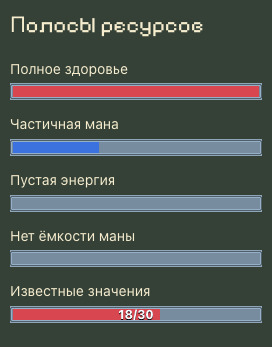 Полосы ресурсов
Полное здоровье
Частичная мана
Пустая энергия
Нет ёмкости маны
Известные значения
18/30